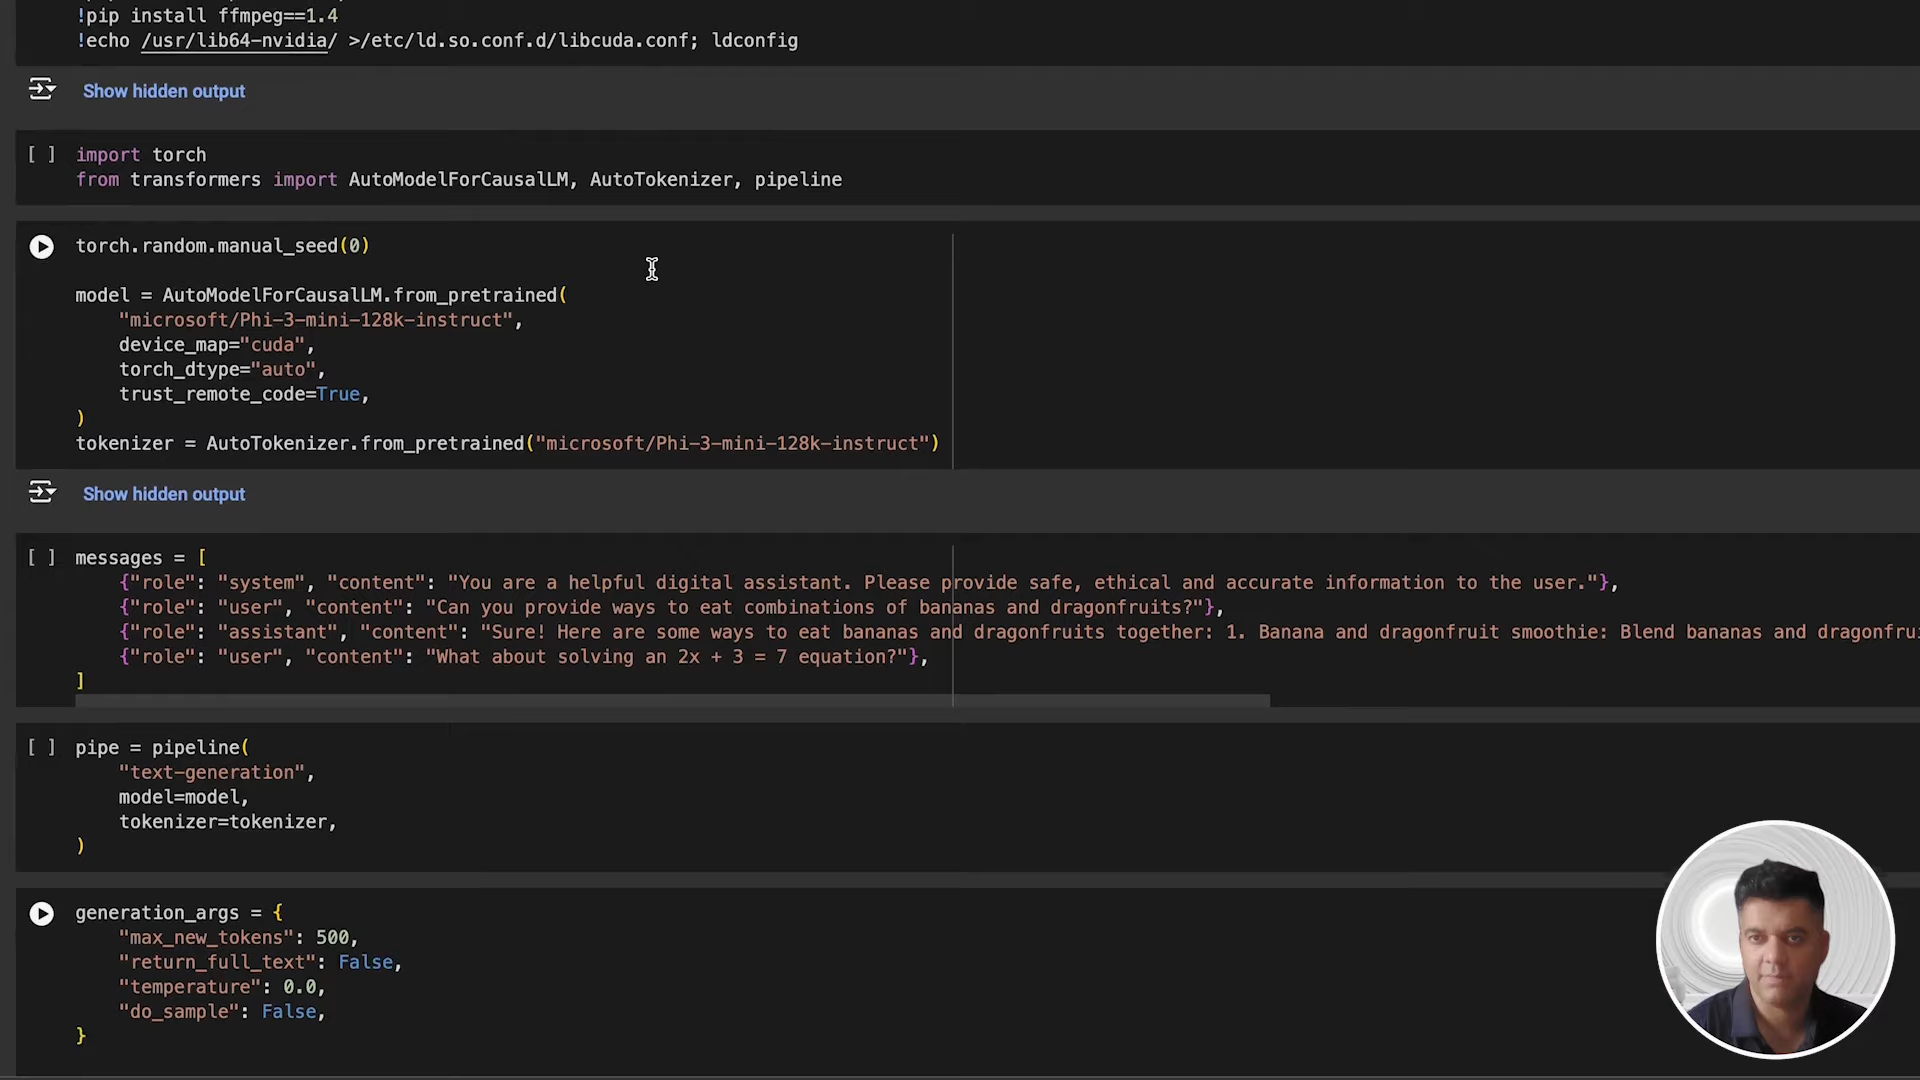 !pip install ffmpeg==1.4
!echo /usr/lib64-nvidia/ >/etc/ld.so.conf.d/libcuda.conf; ldconfig
Show hidden output
[ ] import torch
from transformers import AutoModelForCausalLM, AutoTokenizer, pipeline
torch.random.manual_seed(0)
model = AutoModelForCausalLM.from_pretrained(
"microsoft/Phi-3-mini-128k-instruct",
device_map="cuda",
torch_dtype="auto",
trust_remote_code=True,
)
tokenizer = AutoTokenizer.from_pretrained("microsoft/Phi-3-mini-128k-instruct")
Show hidden output
[ ] messages = [
{"role": "system", "content": "You are a helpful digital assistant. Please provide safe, ethical and accurate information to the user."},
{"role": "user", "content": "Can you provide ways to eat combinations of bananas and dragonfruits?"},
{"role": "assistant", "content": "Sure! Here are some ways to eat bananas and dragonfruits together: 1. Banana and dragonfruit smoothie: Blend bananas and
{"role": "user", "content": "What about solving an 2x + 3 = 7 equation?"},
]
[ ] pipe = pipeline(
"text-generation",
model=model,
tokenizer=tokenizer,
)
generation_args = {
"max_new_tokens": 500,
"return_full_text": False,
"temperature": 0.0,
"do_sample": False,
}